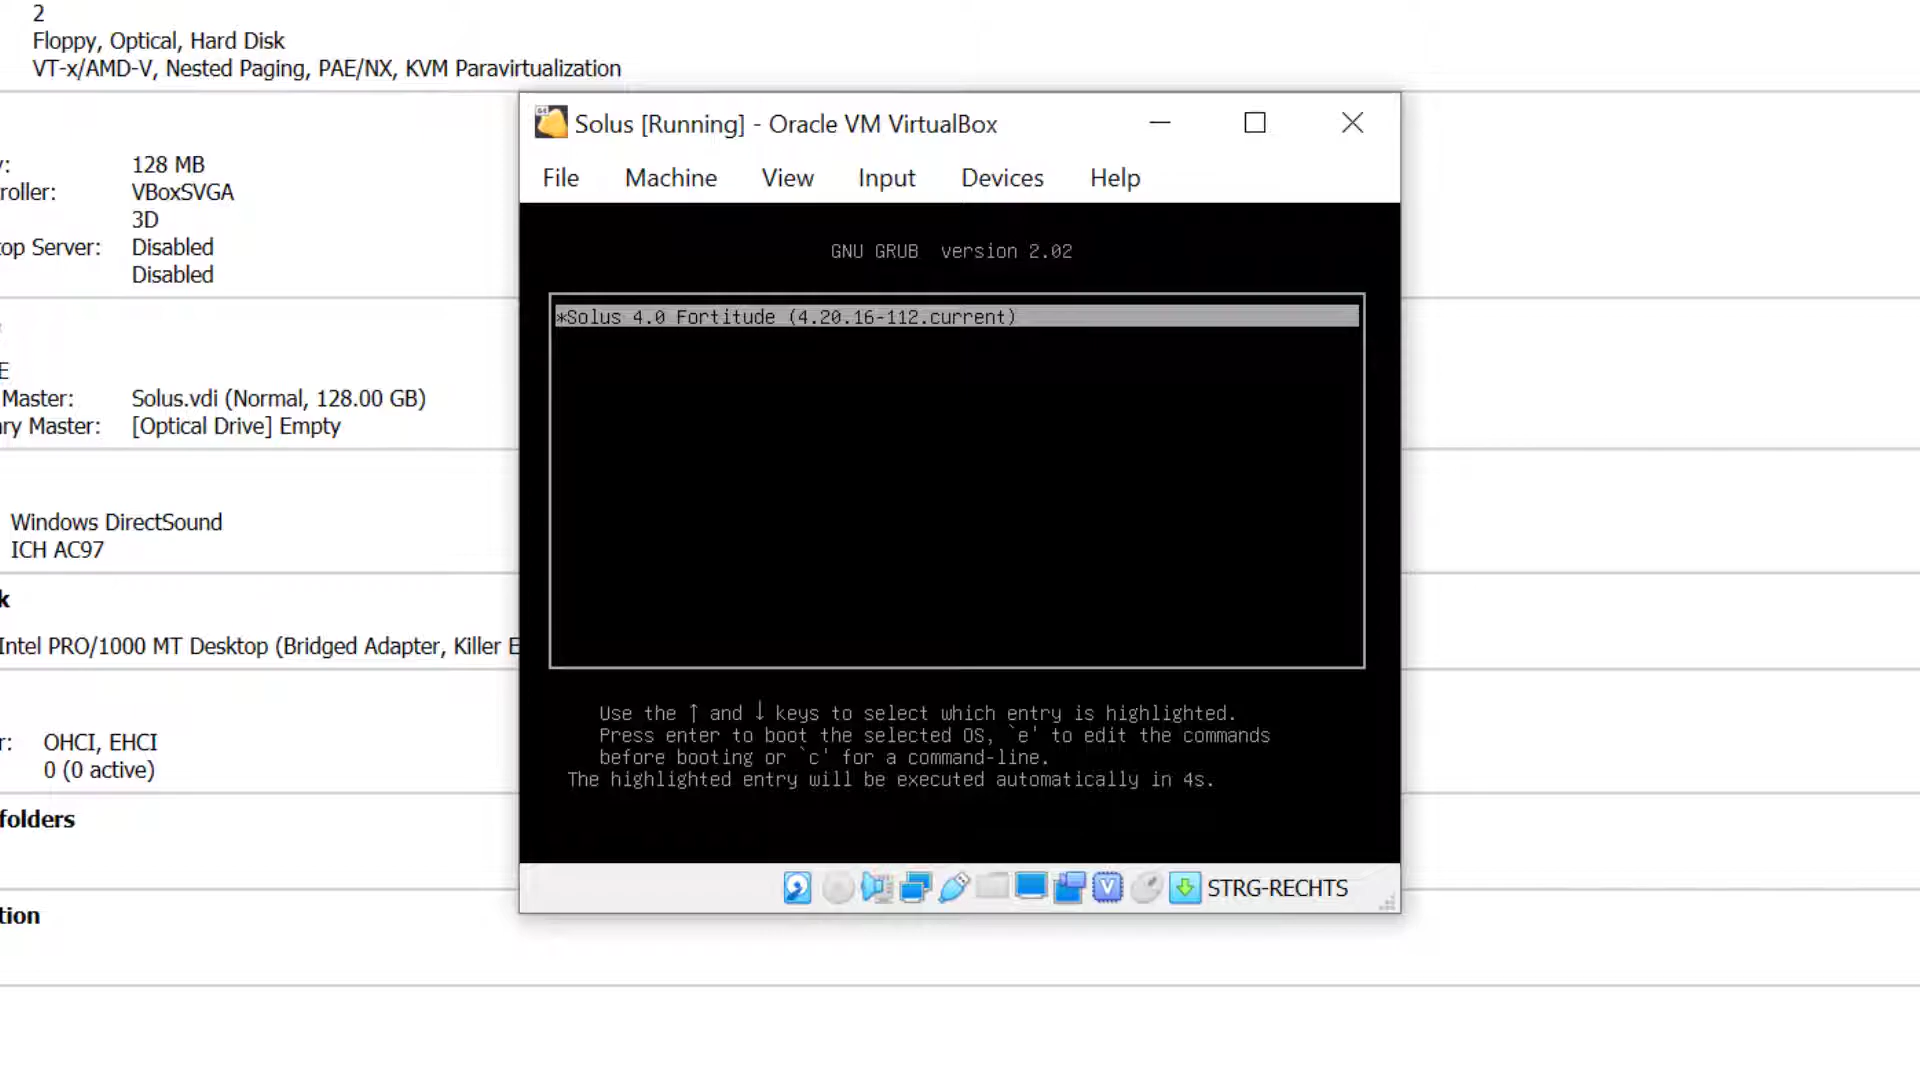 2
Floppy, Optical, Hard Disk
VT-x/AMD-V, Nested Paging, PAE/NX, KVM Paravirtualization
y: 128 MB
roller: VBoxSVGA
3D
op Server: Disabled
Disabled
E
Master: Solus.vdi (Normal, 128.00 GB)
ary Master: [Optical Drive] Empty
Windows DirectSound
ICH AC97
k
Intel PRO/1000 MT Desktop (Bridged Adapter, Killer E
r: OHCI, EHCI
0 (0 active)
folders
tion
Solus [Running] - Oracle VM VirtualBox
File Machine View Input Devices Help
GNU GRUB version 2.02
*Solus 4.0 Fortitude (4.20.16-112.current)
Use the ↑ and ↓ keys to select which entry is highlighted.
Press enter to boot the selected OS, `e' to edit the commands
before booting or `c' for a command-line.
The highlighted entry will be executed automatically in 4s.
STRG-RECHTS